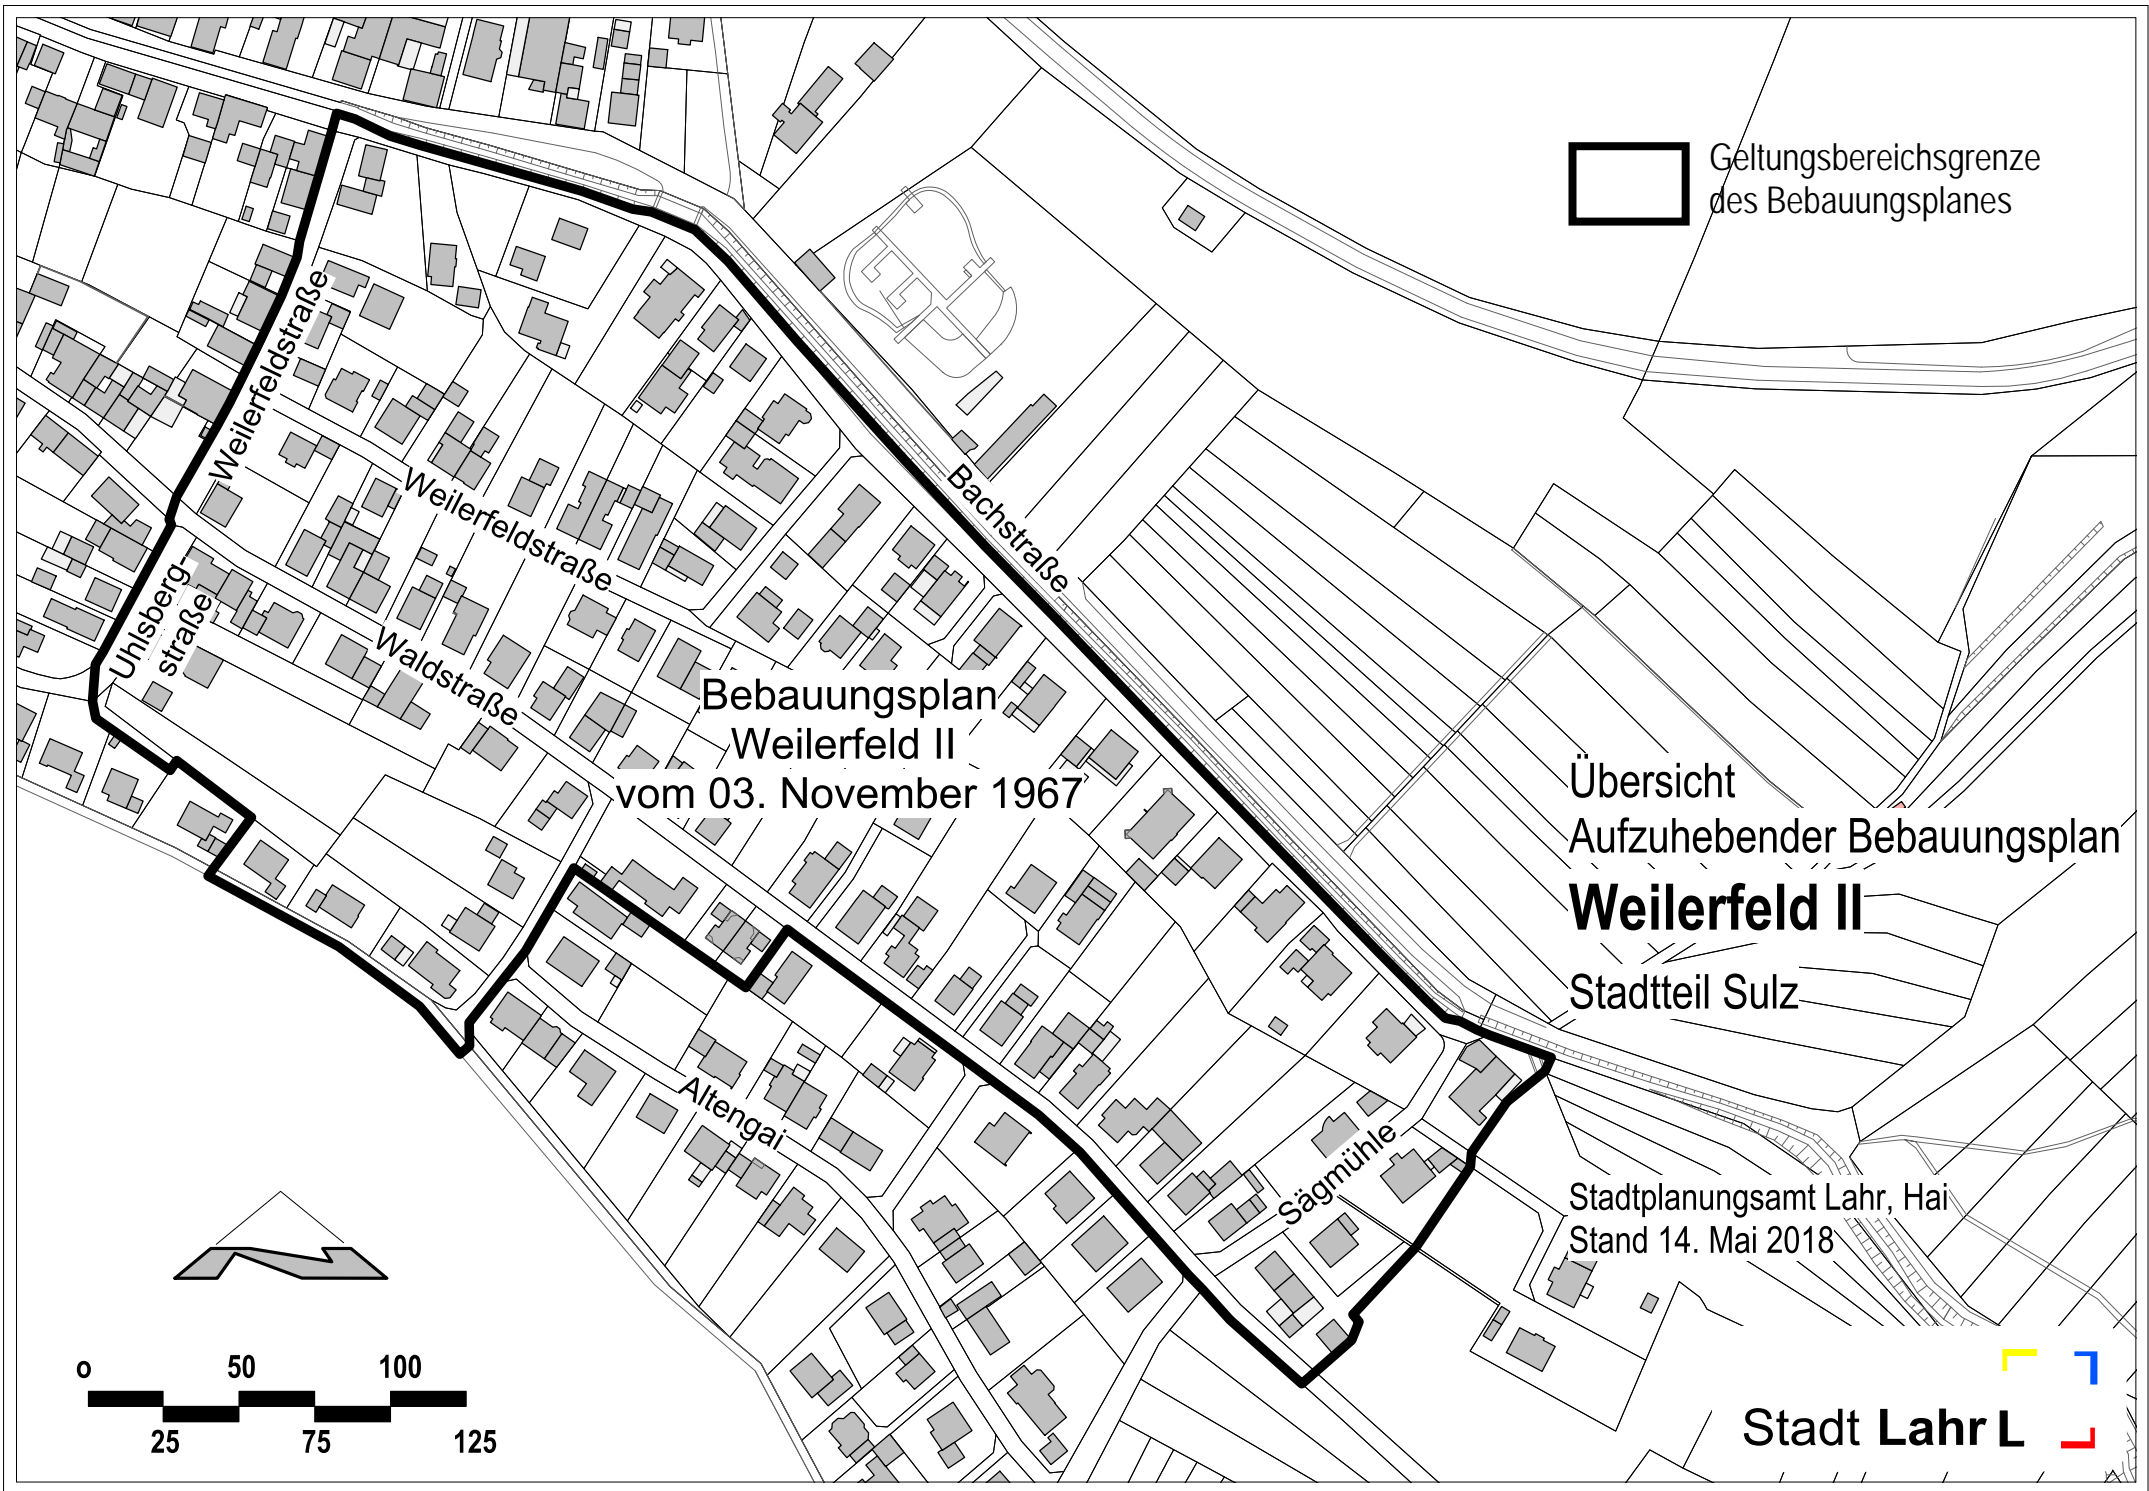 Geltungsbereichsgrenze
des Bebauungsplanes
Weilerfeldstraße
Weilerfeldstraße
Bachstraße
Uhlsberg-
straße
Waldstraße
Bebauungsplan
Weilerfeld II
vom 03. November 1967
Übersicht
Aufzuhebender Bebauungsplan
Weilerfeld II
Stadtteil Sulz
Altengai
Sägmühle
Stadtplanungsamt Lahr, Hai
Stand 14. Mai 2018
o 50 100
25 75 125
Stadt Lahr L